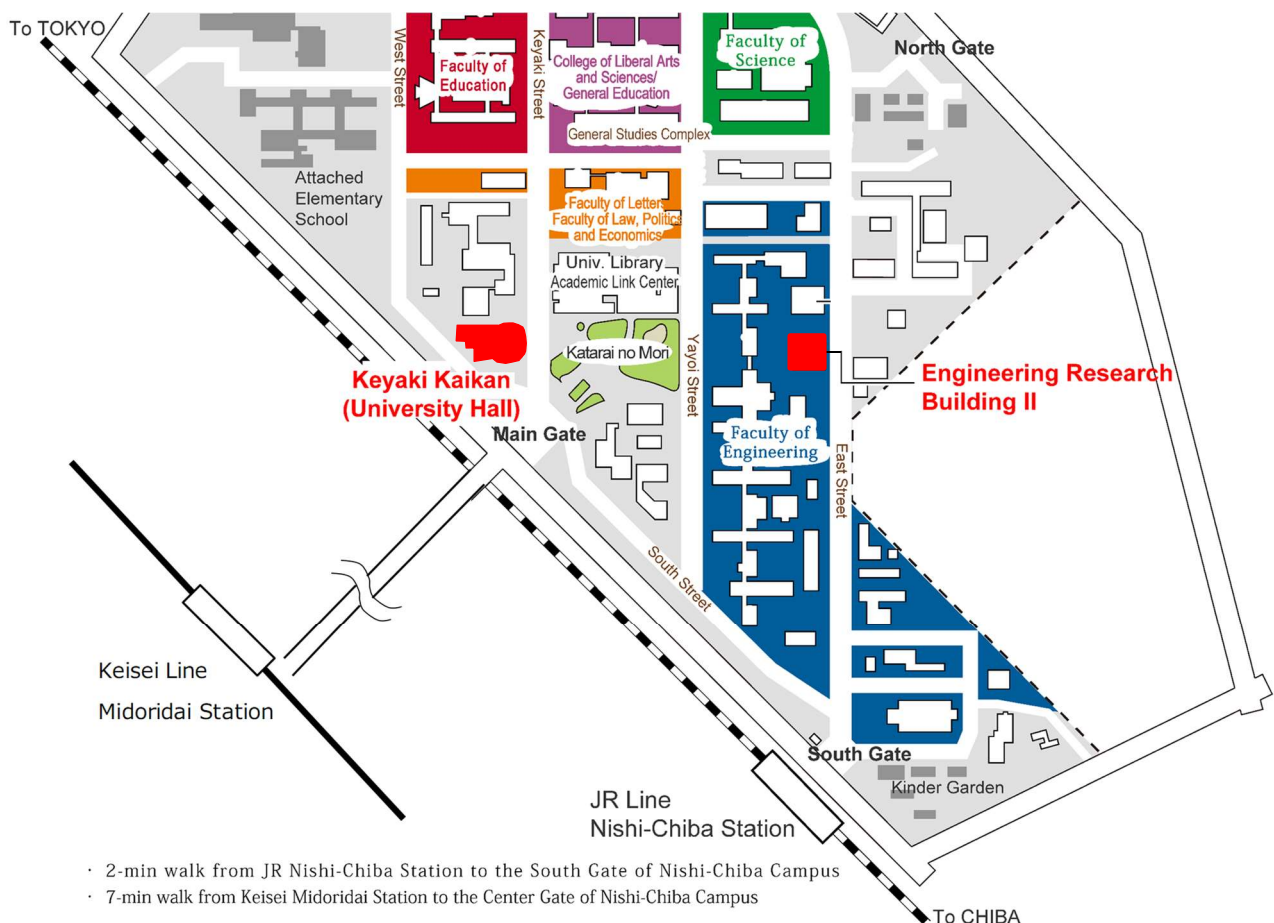 To TOKYO
West Street
Keyaki Street
Faculty of
Education
College of Liberal Arts
and Sciences/
General Education
General Studies Complex
Faculty of
Science
North Gate
Attached
Elementary
School
Faculty of Letters
Faculty of Law, Politics
and Economics
Univ. Library
Academic Link Center
Katarai no Mori
Yayoi Street
Keyaki Kaikan
(University Hall)
Engineering Research
Building II
Main Gate
Faculty of
Engineering
East Street
South Street
Keisei Line
Midoridai Station
South Gate
Kinder Garden
JR Line
Nishi-Chiba Station
· 2-min walk from JR Nishi-Chiba Station to the South Gate of Nishi-Chiba Campus
· 7-min walk from Keisei Midoridai Station to the Center Gate of Nishi-Chiba Campus
To CHIBA